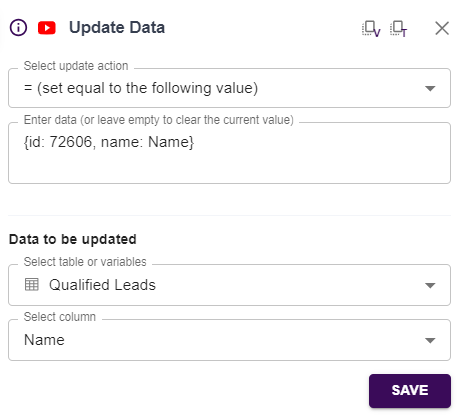 Update Data
V
T
Select update action
= (set equal to the following value)
Enter data (or leave empty to clear the current value)
{id: 72606, name: Name}
Data to be updated
Select table or variables
Qualified Leads
Select column
Name
SAVE